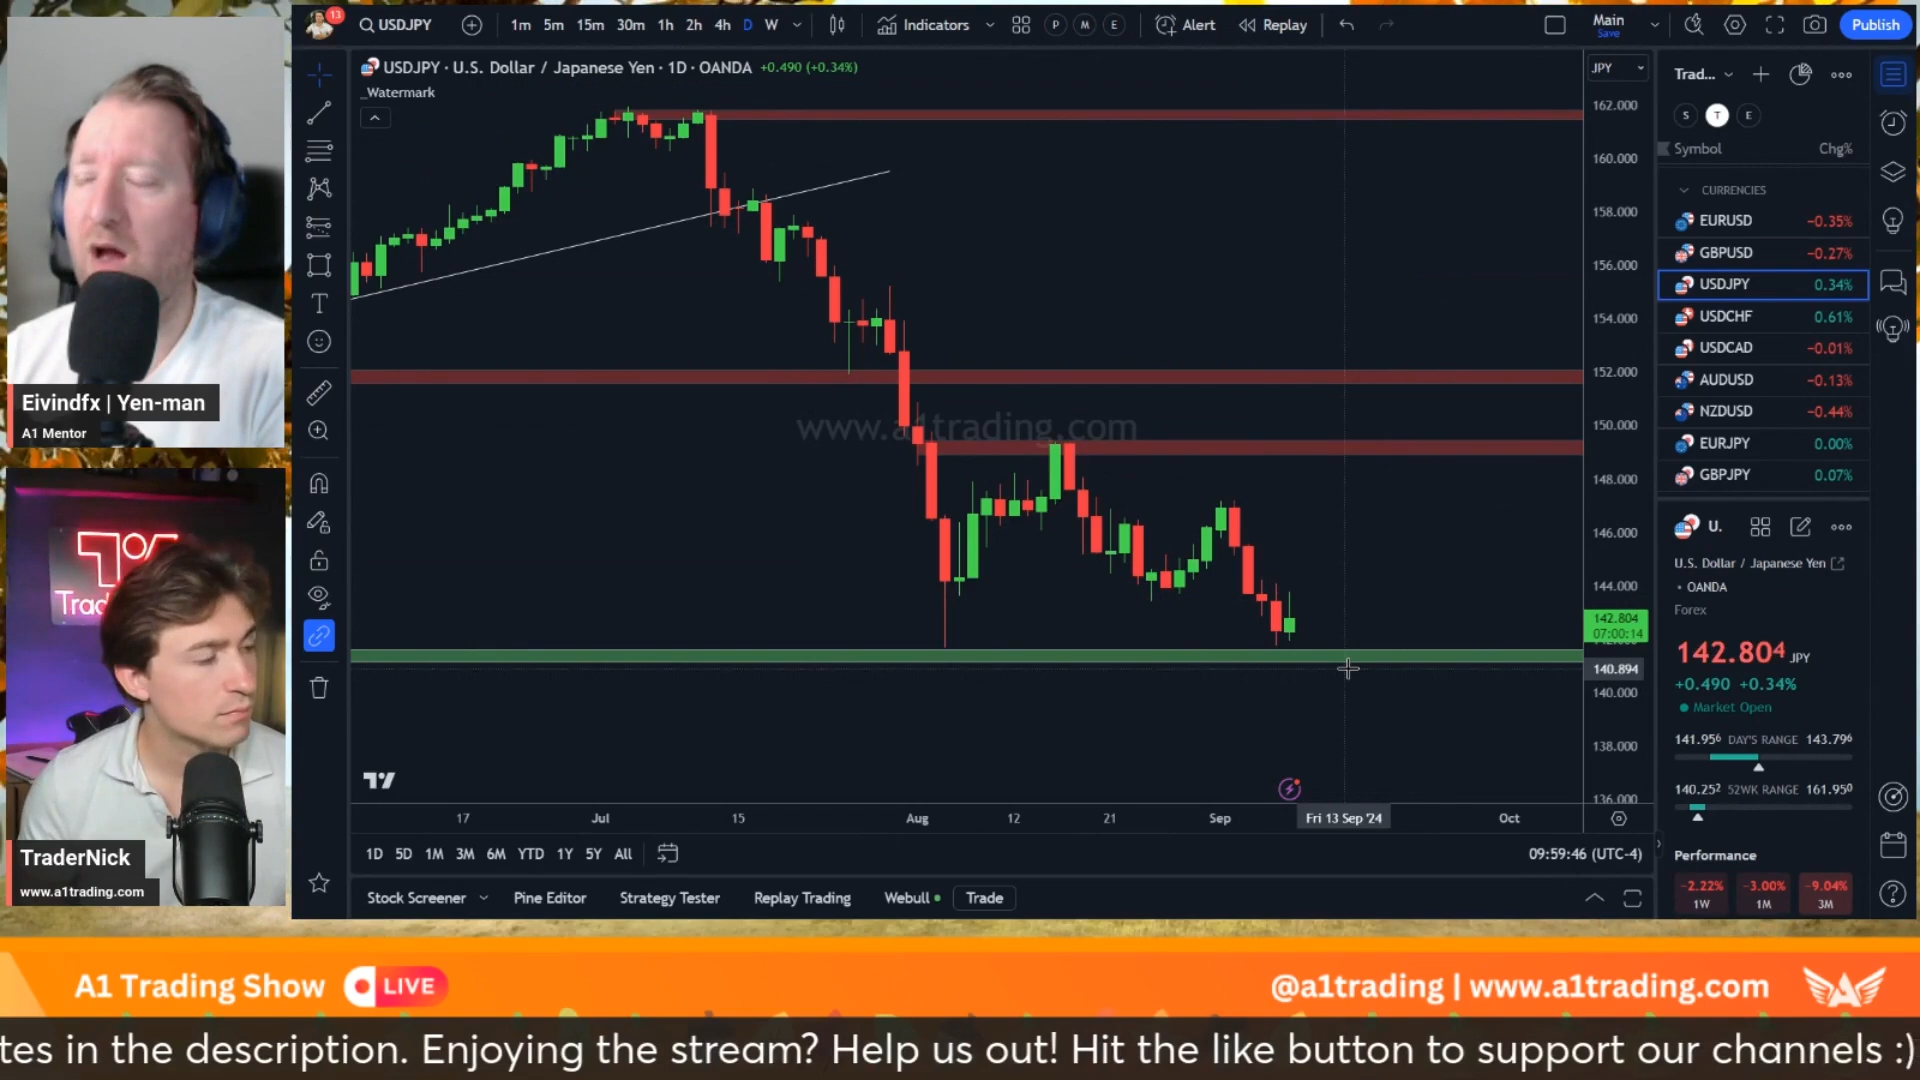 13
USDJPY
1m 5m 15m 30m 1h 2h 4h D W
Indicators
P M E
Alert
Replay
Main
Save
Publish
USDJPY · U.S. Dollar / Japanese Yen · 1D · OANDA +0.490 (+0.34%)
_Watermark
JPY
162.000
160.000
158.000
156.000
154.000
152.000
150.000
148.000
146.000
144.000
142.804
07:00:14
140.894
140.000
138.000
136.000
www.a1trading.com
17 Jul 15 Aug 12 21 Sep Fri 13 Sep '24 Oct
1D 5D 1M 3M 6M YTD 1Y 5Y All
09:59:46 (UTC-4)
Stock Screener Pine Editor Strategy Tester Replay Trading Webull Trade
Trad...
S T E
Symbol Chg%
CURRENCIES
EURUSD −0.35%
GBPUSD −0.27%
USDJPY 0.34%
USDCHF 0.61%
USDCAD −0.01%
AUDUSD −0.13%
NZDUSD −0.44%
EURJPY 0.00%
GBPJPY 0.07%
U.
U.S. Dollar / Japanese Yen
• OANDA
Forex
142.804 JPY
+0.490 +0.34%
Market Open
141.956 DAY'S RANGE 143.796
140.252 52WK RANGE 161.950
Performance
−2.22% −3.00% −9.04%
1W 1M 3M
Eivindfx | Yen-man
A1 Mentor
TraderNick
www.a1trading.com
A1 Trading Show LIVE
@a1trading | www.a1trading.com
tes in the description. Enjoying the stream? Help us out! Hit the like button to support our channels :)